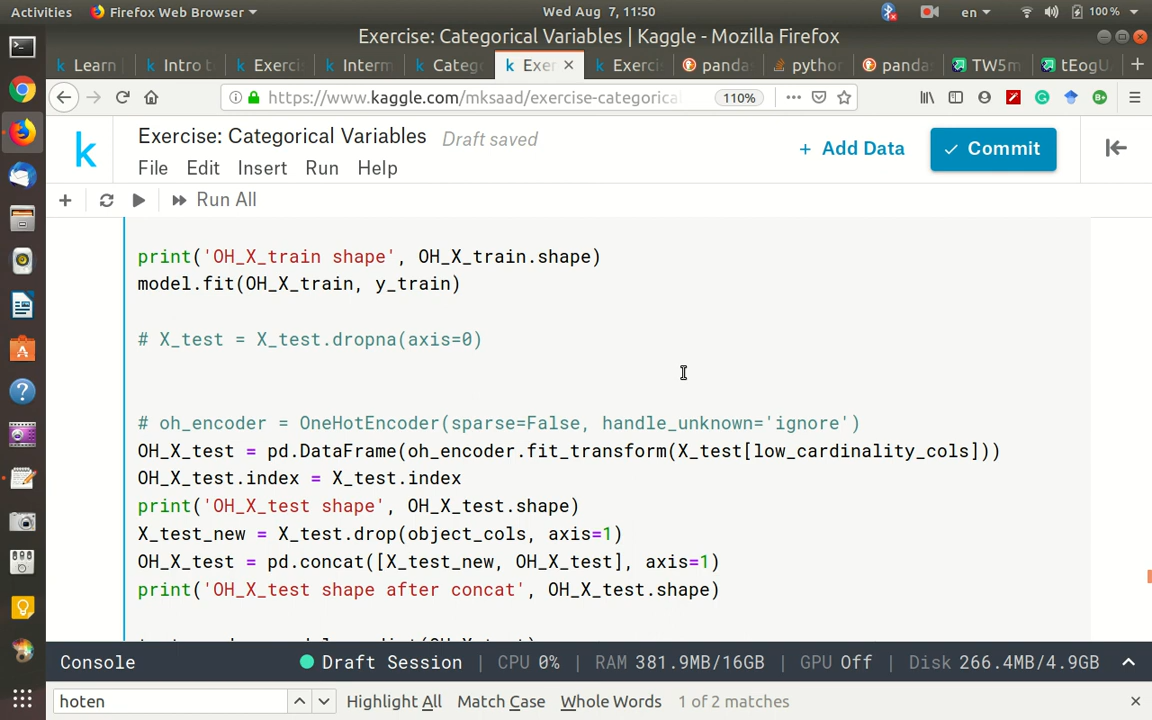 Activities Firefox Web Browser Wed Aug 7, 11:50 en 100 %
Exercise: Categorical Variables | Kaggle - Mozilla Firefox
Learn Intro Exerci Interm Catego Exer Exerci panda pytho panda TW5m tEogU
https://www.kaggle.com/mksaad/exercise-categorica 110%
Exercise: Categorical Variables Draft saved
File Edit Insert Run Help
+ Add Data Commit
Run All
print('OH_X_train shape', OH_X_train.shape)
model.fit(OH_X_train, y_train)
# X_test = X_test.dropna(axis=0)
# oh_encoder = OneHotEncoder(sparse=False, handle_unknown='ignore')
OH_X_test = pd.DataFrame(oh_encoder.fit_transform(X_test[low_cardinality_cols]))
OH_X_test.index = X_test.index
print('OH_X_test shape', OH_X_test.shape)
X_test_new = X_test.drop(object_cols, axis=1)
OH_X_test = pd.concat([X_test_new, OH_X_test], axis=1)
print('OH_X_test shape after concat', OH_X_test.shape)
Console Draft Session | CPU 0% | RAM 381.9MB/16GB | GPU Off | Disk 266.4MB/4.9GB
hoten Highlight All Match Case Whole Words 1 of 2 matches